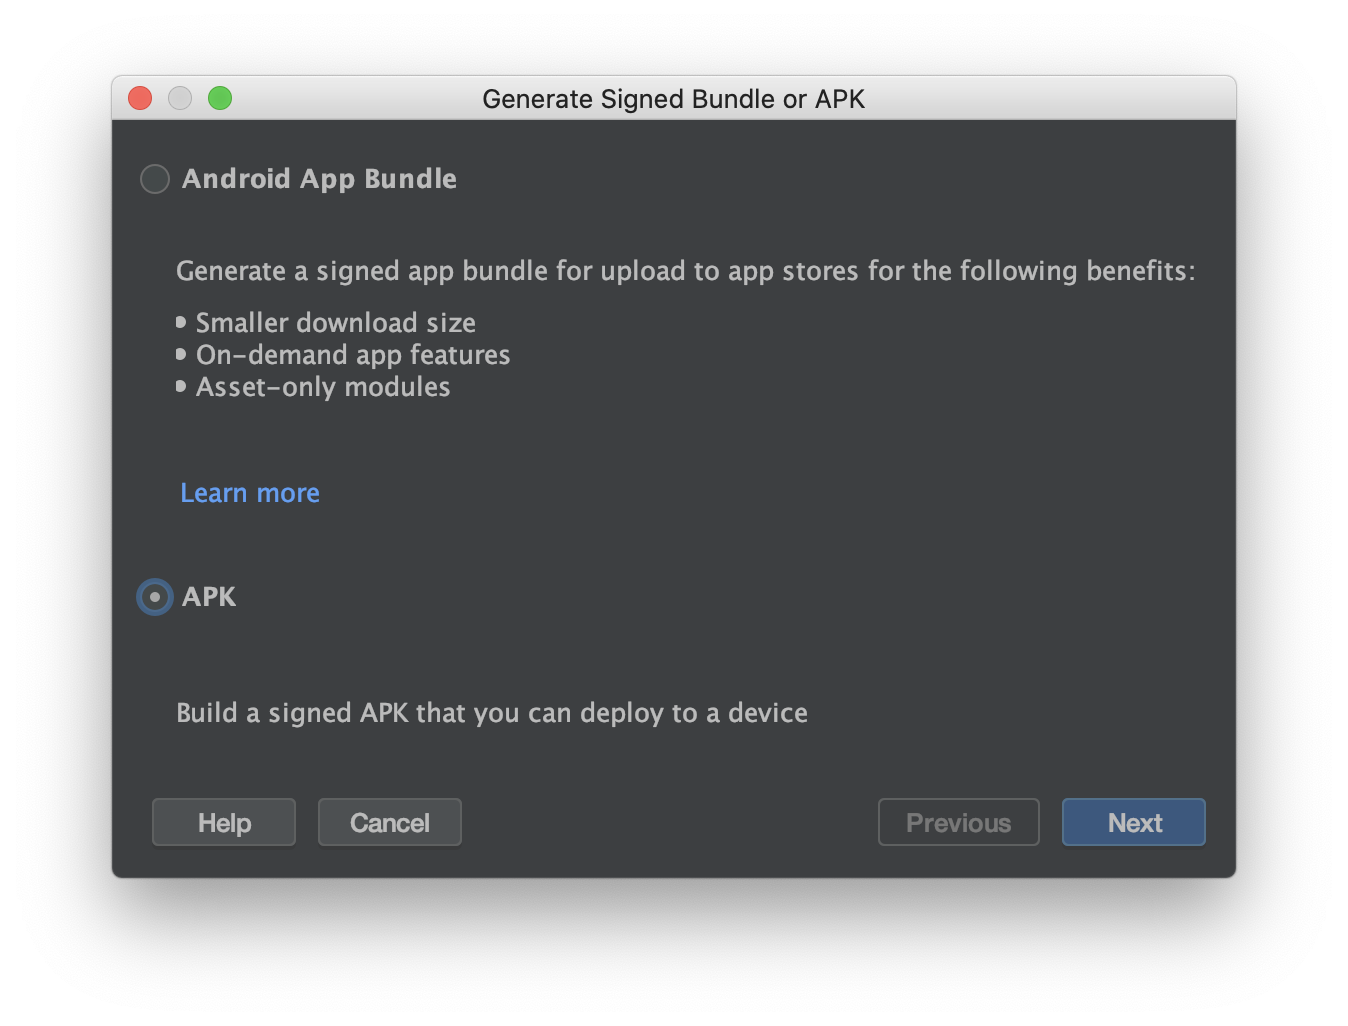 Generate Signed Bundle or APK
Android App Bundle
Generate a signed app bundle for upload to app stores for the following benefits:
• Smaller download size
• On-demand app features
• Asset-only modules
Learn more
APK
Build a signed APK that you can deploy to a device
Help Cancel Previous Next